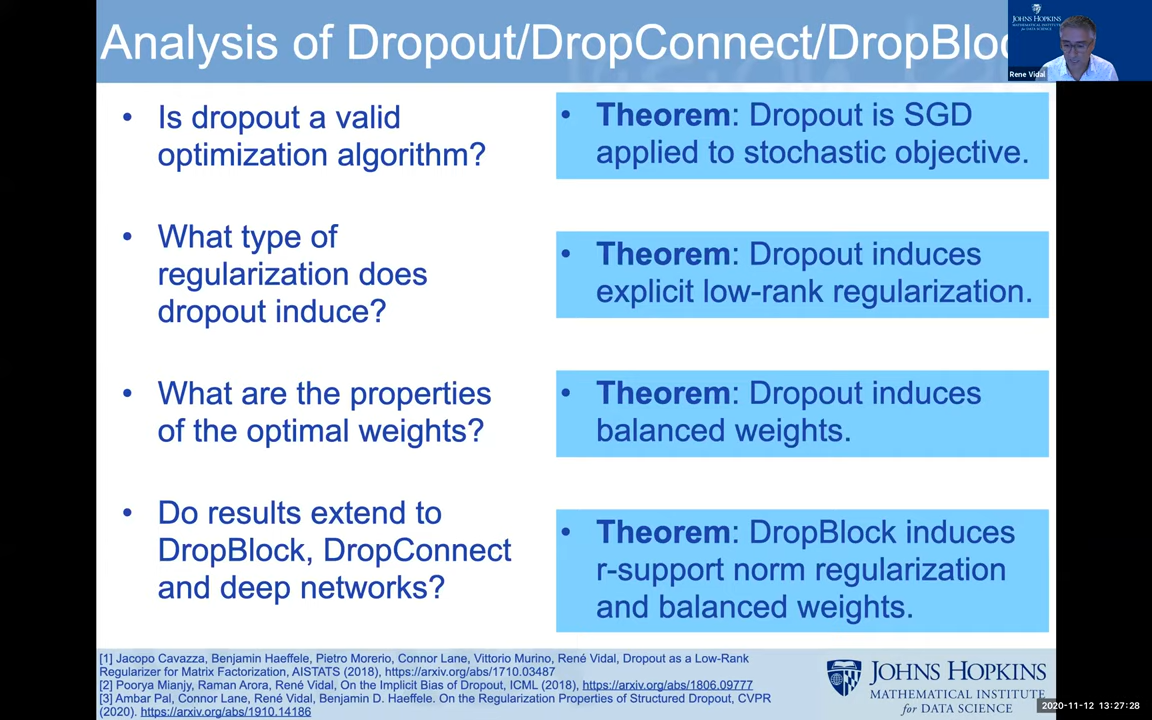 Analysis of Dropout/DropConnect/DropBloc
JOHNS HOPKINS
MATHEMATICAL INSTITUTE
for DATA SCIENCE
Rene Vidal
• Is dropout a valid
optimization algorithm?
• Theorem: Dropout is SGD
applied to stochastic objective.
• What type of
regularization does
dropout induce?
• Theorem: Dropout induces
explicit low-rank regularization.
• What are the properties
of the optimal weights?
• Theorem: Dropout induces
balanced weights.
• Do results extend to
DropBlock, DropConnect
and deep networks?
• Theorem: DropBlock induces
r-support norm regularization
and balanced weights.
[1] Jacopo Cavazza, Benjamin Haeffele, Pietro Morerio, Connor Lane, Vittorio Murino, René Vidal, Dropout as a Low-Rank
Regularizer for Matrix Factorization, AISTATS (2018), https://arxiv.org/abs/1710.03487
[2] Poorya Mianjy, Raman Arora, René Vidal, On the Implicit Bias of Dropout, ICML (2018), https://arxiv.org/abs/1806.09777
[3] Ambar Pal, Connor Lane, René Vidal, Benjamin D. Haeffele. On the Regularization Properties of Structured Dropout, CVPR
(2020). https://arxiv.org/abs/1910.14186
JOHNS HOPKINS
MATHEMATICAL INSTITUTE
for DATA SCIENCE
2020-11-12 13:27:28